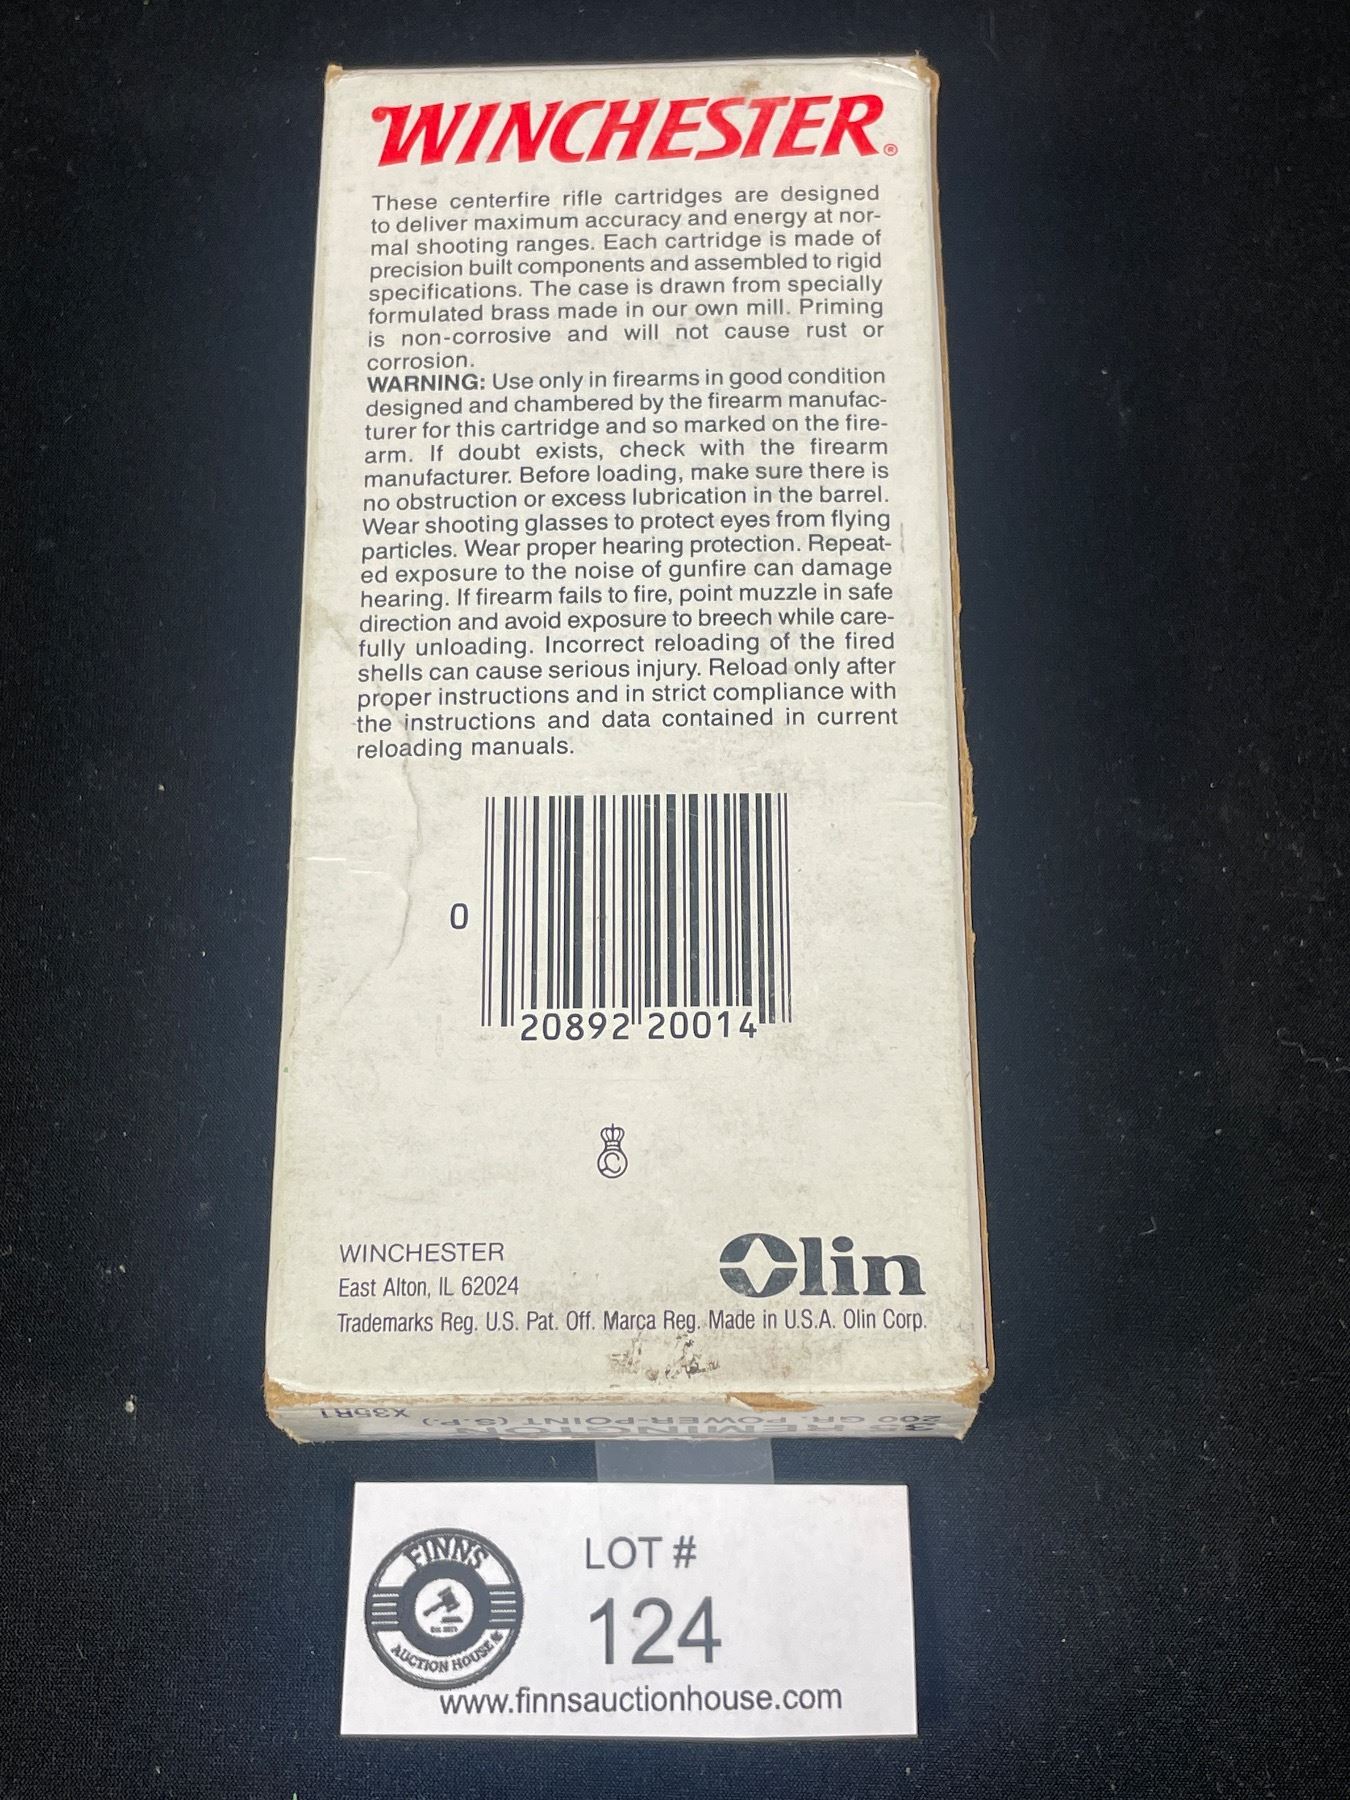 WINCHESTER®
These centerfire rifle cartridges are designed
to deliver maximum accuracy and energy at nor-
mal shooting ranges. Each cartridge is made of
precision built components and assembled to rigid
specifications. The case is drawn from specially
formulated brass made in our own mill. Priming
is non-corrosive and will not cause rust or
corrosion.
WARNING: Use only in firearms in good condition
designed and chambered by the firearm manufac-
turer for this cartridge and so marked on the fire-
arm. If doubt exists, check with the firearm
manufacturer. Before loading, make sure there is
no obstruction or excess lubrication in the barrel.
Wear shooting glasses to protect eyes from flying
particles. Wear proper hearing protection. Repeat-
ed exposure to the noise of gunfire can damage
hearing. If firearm fails to fire, point muzzle in safe
direction and avoid exposure to breech while care-
fully unloading. Incorrect reloading of the fired
shells can cause serious injury. Reload only after
proper instructions and in strict compliance with
the instructions and data contained in current
reloading manuals.
0 20892 20014
C
WINCHESTER
East Alton, IL 62024
Olin
Trademarks Reg. U.S. Pat. Off. Marca Reg. Made in U.S.A. Olin Corp.
35 REMINGTON
200 GR. POWER-POINT (S.P.) X35R1
FINNS
AUCTION HOUSE
LOT #
124
www.finnsauctionhouse.com